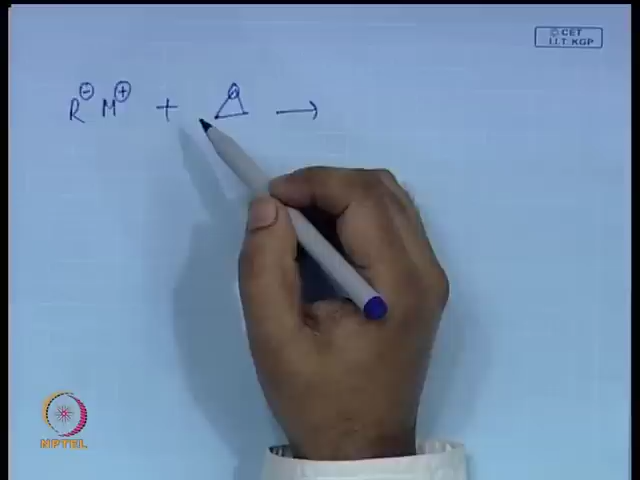 © CET
I.I.T. KGP
R⊖ M⊕ + △O →
NPTEL